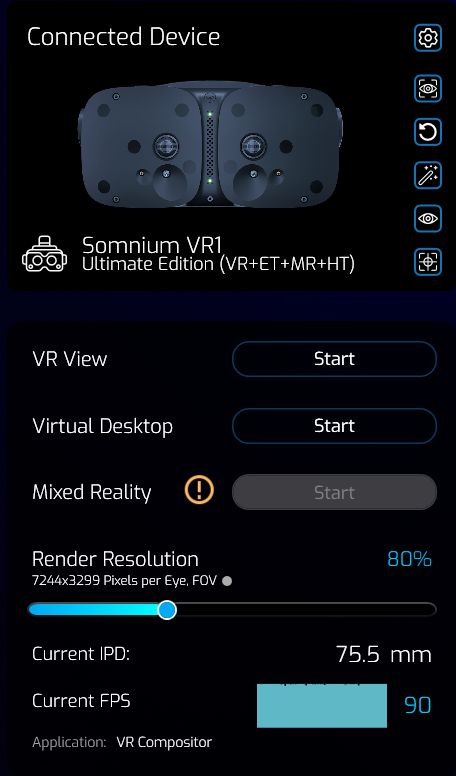 Connected Device
Somnium VR1
Ultimate Edition (VR+ET+MR+HT)
VR View
Start
Virtual Desktop
Start
Mixed Reality
Start
Render Resolution
80%
7244x3299 Pixels per Eye, FOV
Current IPD:
75.5 mm
Current FPS
90
Application: VR Compositor